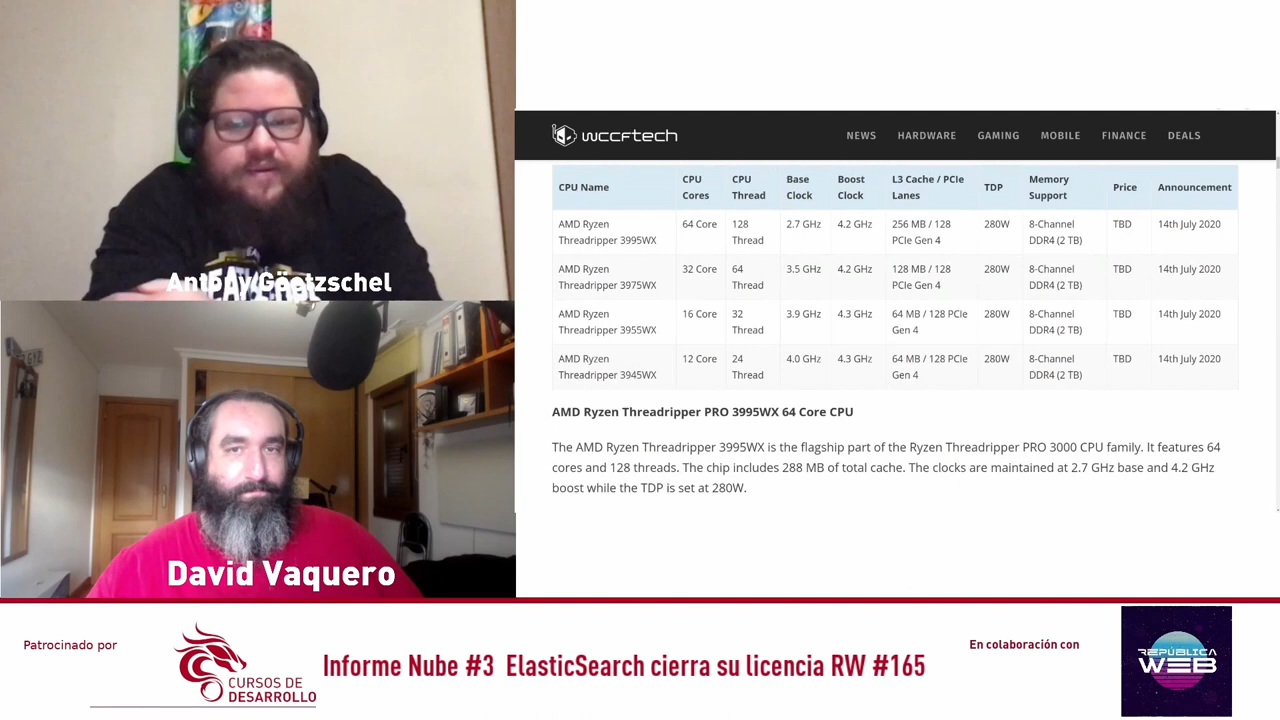 Antony Göetzschel
David Vaquero
wccftech
NEWS HARDWARE GAMING MOBILE FINANCE DEALS
CPU Name CPU Cores CPU Thread Base Clock Boost Clock L3 Cache / PCIe Lanes TDP Memory Support Price Announcement
AMD Ryzen Threadripper 3995WX 64 Core 128 Thread 2.7 GHz 4.2 GHz 256 MB / 128 PCIe Gen 4 280W 8-Channel DDR4 (2 TB) TBD 14th July 2020
AMD Ryzen Threadripper 3975WX 32 Core 64 Thread 3.5 GHz 4.2 GHz 128 MB / 128 PCIe Gen 4 280W 8-Channel DDR4 (2 TB) TBD 14th July 2020
AMD Ryzen Threadripper 3955WX 16 Core 32 Thread 3.9 GHz 4.3 GHz 64 MB / 128 PCIe Gen 4 280W 8-Channel DDR4 (2 TB) TBD 14th July 2020
AMD Ryzen Threadripper 3945WX 12 Core 24 Thread 4.0 GHz 4.3 GHz 64 MB / 128 PCIe Gen 4 280W 8-Channel DDR4 (2 TB) TBD 14th July 2020
AMD Ryzen Threadripper PRO 3995WX 64 Core CPU
The AMD Ryzen Threadripper 3995WX is the flagship part of the Ryzen Threadripper PRO 3000 CPU family. It features 64
cores and 128 threads. The chip includes 288 MB of total cache. The clocks are maintained at 2.7 GHz base and 4.2 GHz
boost while the TDP is set at 280W.
Patrocinado por
CURSOS DE
DESARROLLO
Informe Nube #3 ElasticSearch cierra su licencia RW #165
En colaboración con
REPÚBLICA
WEB